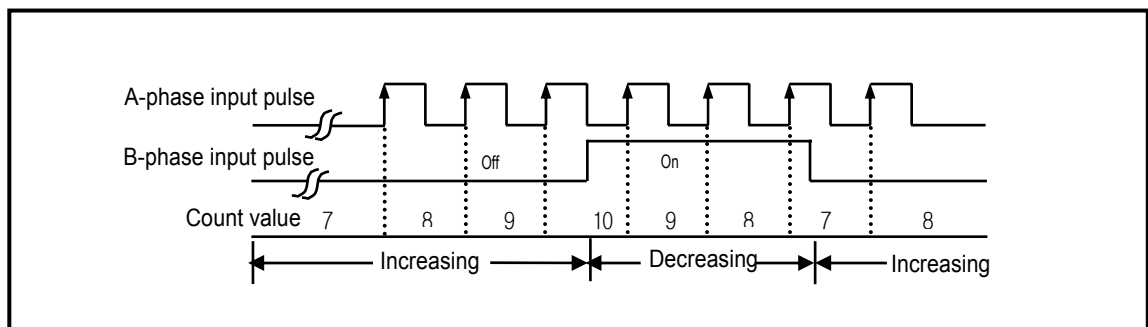 A-phase input pulse
B-phase input pulse
Off On
Count value 7 8 9 10 9 8 7 8
Increasing Decreasing Increasing